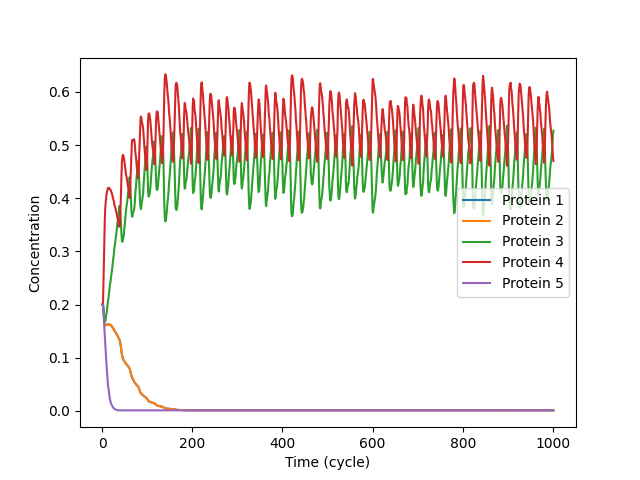 0.6
0.5
0.4
0.3
0.2
0.1
0.0
Concentration
Protein 1
Protein 2
Protein 3
Protein 4
Protein 5
0 200 400 600 800 1000
Time (cycle)